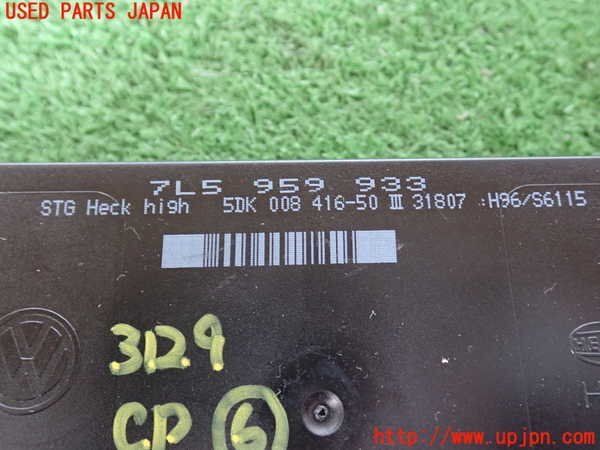 USED PARTS JAPAN
7L5 959 933
STG Heck high 5DK 008 416-50 III 31807 :H96/S6115
VW
3129
CP 6
http://www.upjpn.com/